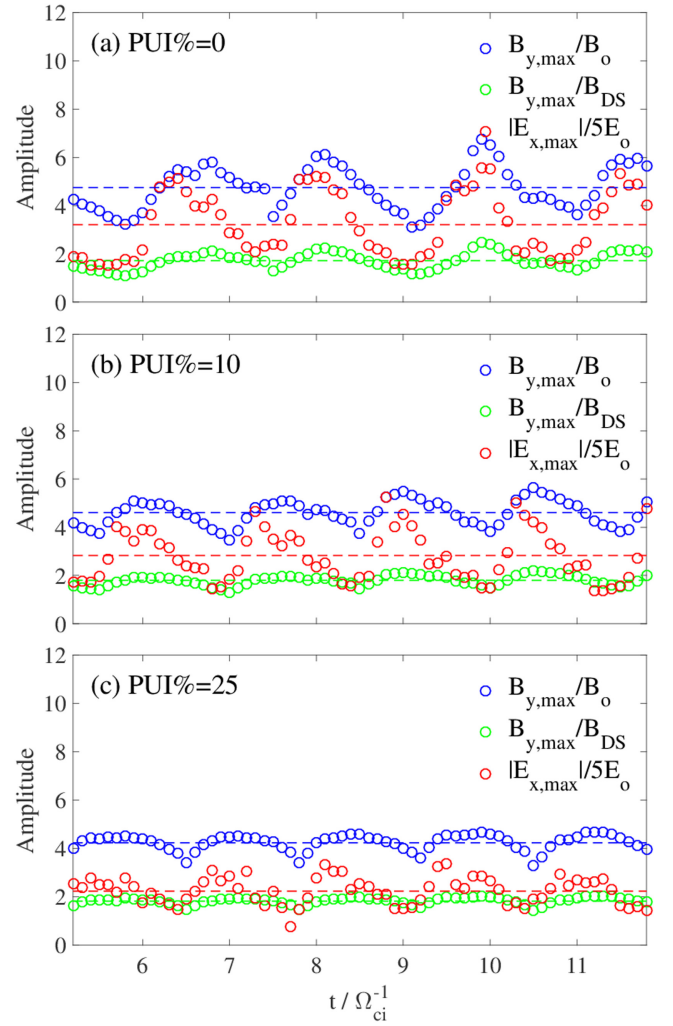 12
(a) PUI%=0
B_y,max/B_o
10
B_y,max/B_DS
8
|E_x,max|/5E_o
6
Amplitude
4
2
0
12
(b) PUI%=10
B_y,max/B_o
10
B_y,max/B_DS
8
|E_x,max|/5E_o
6
Amplitude
4
2
0
12
(c) PUI%=25
B_y,max/B_o
10
B_y,max/B_DS
8
|E_x,max|/5E_o
6
Amplitude
4
2
0
6 7 8 9 10 11
t / Ω_ci^-1